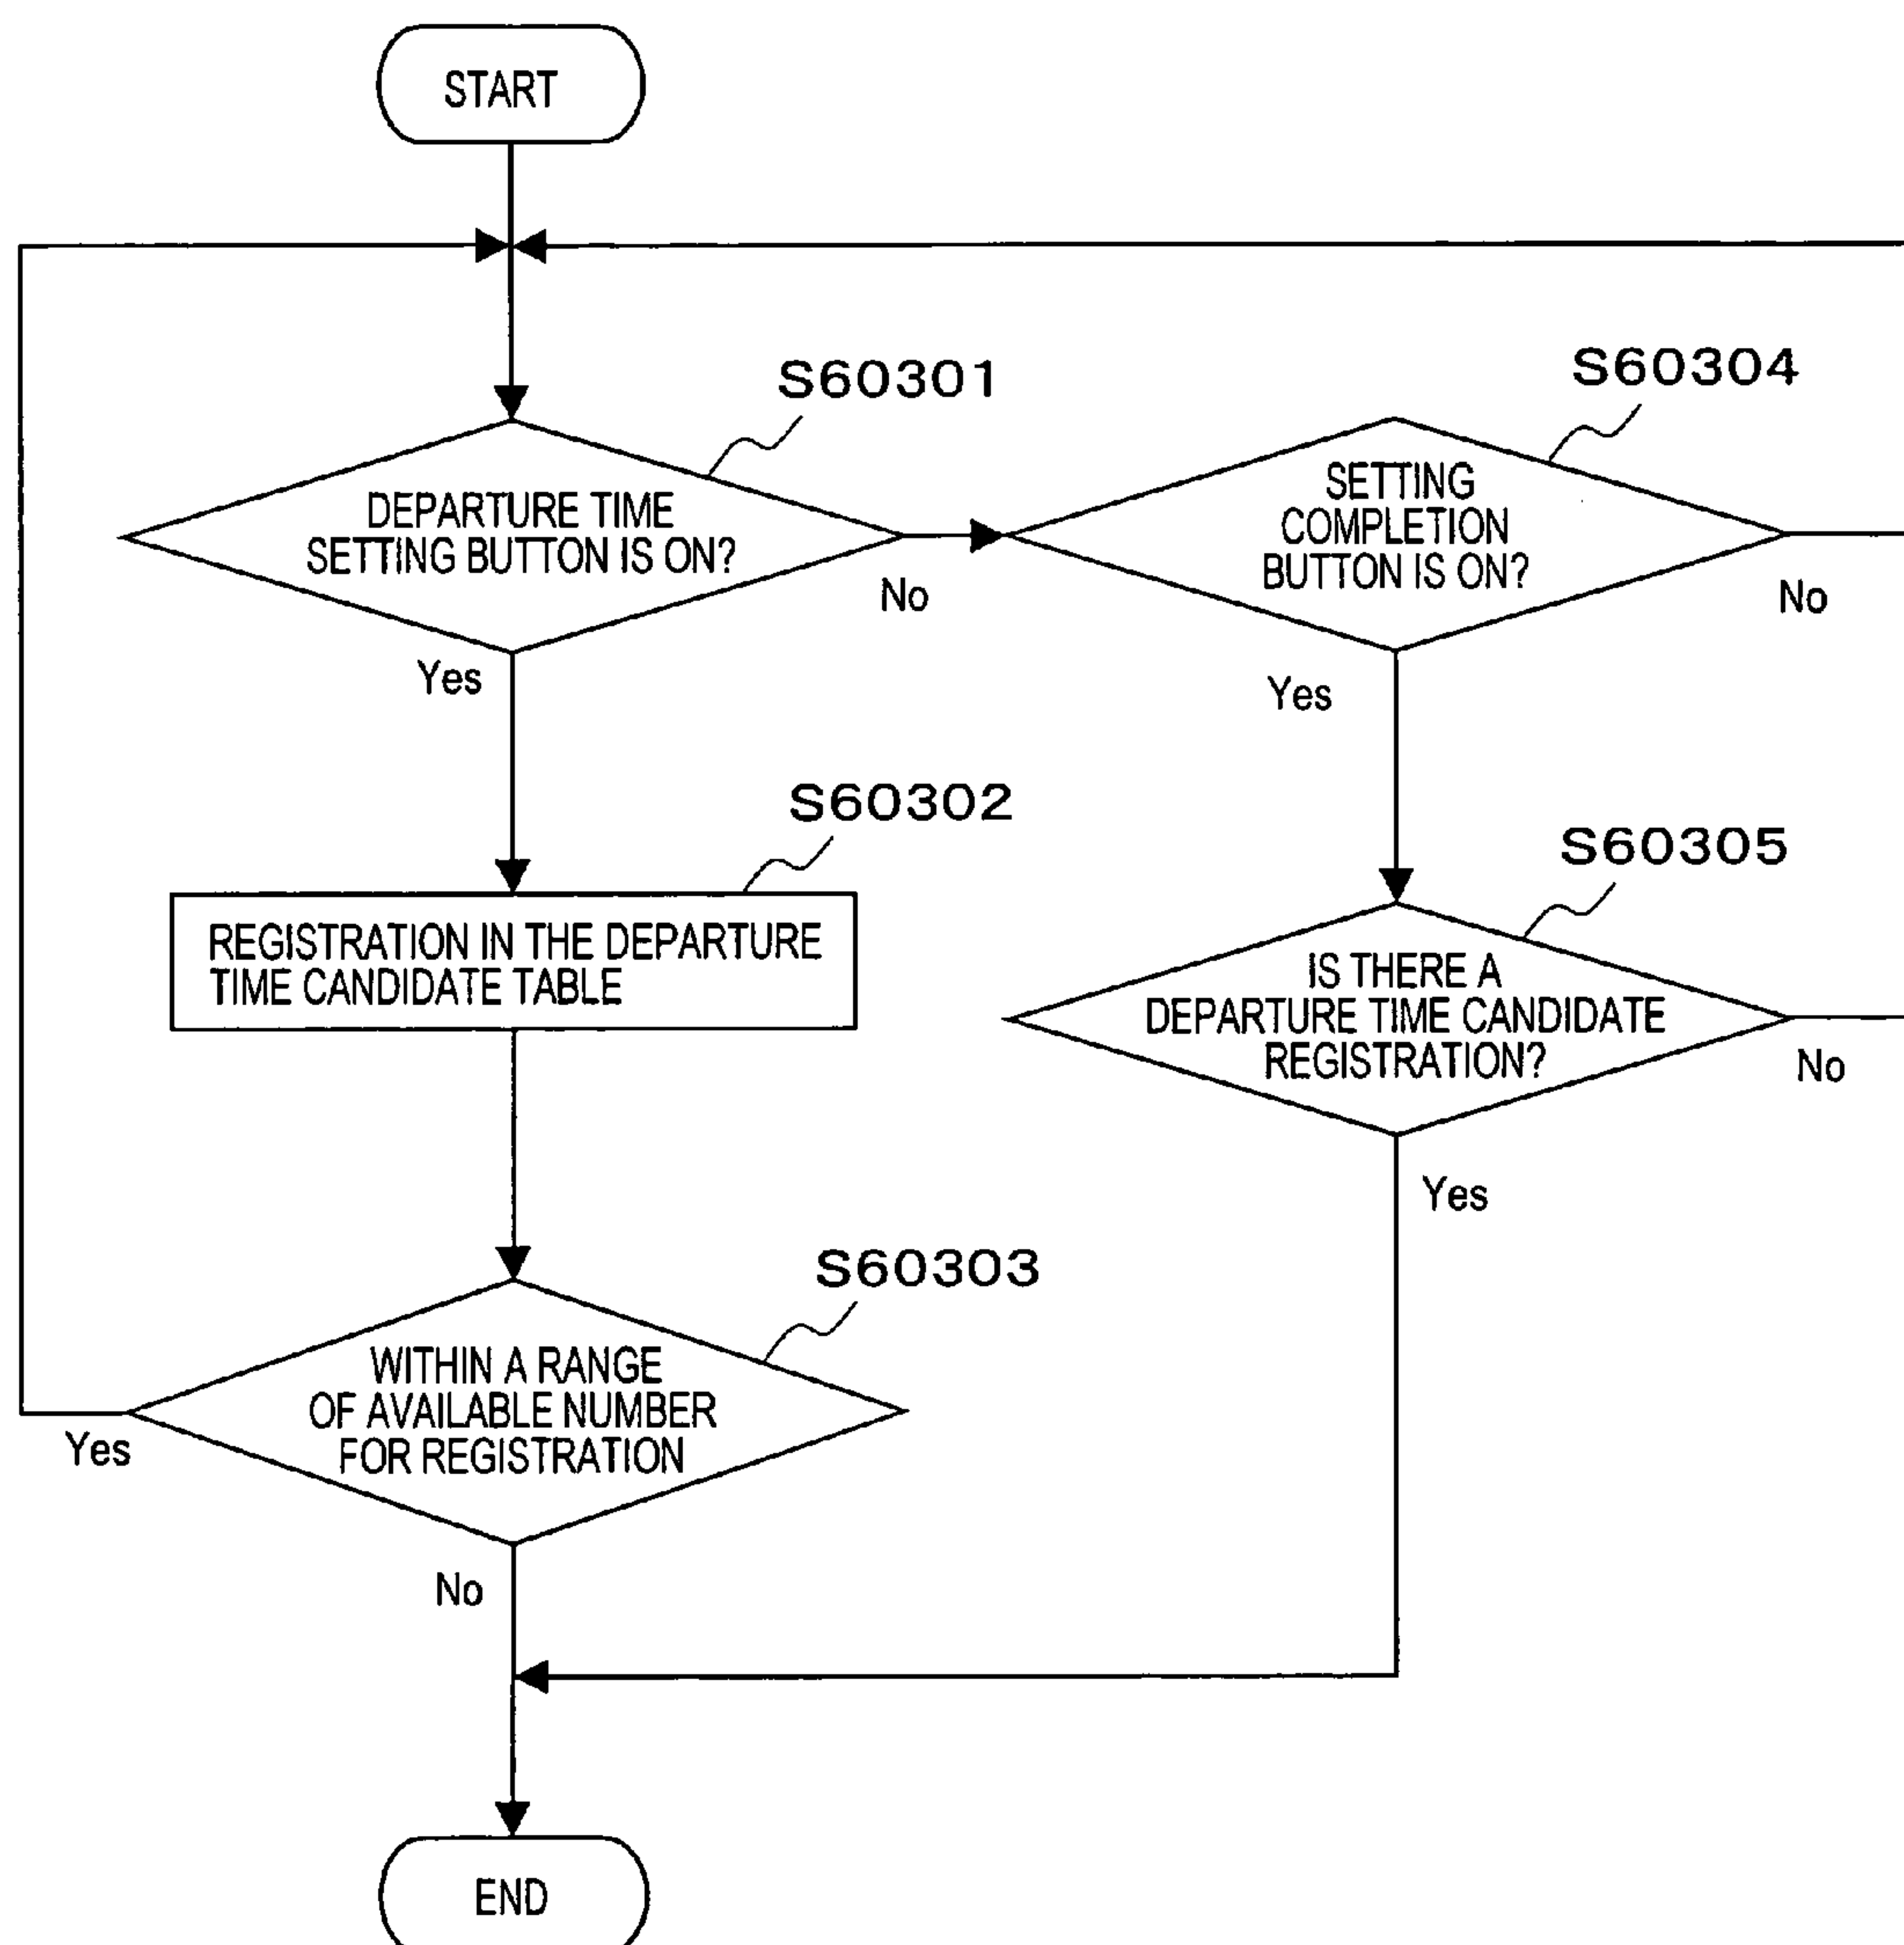 START
S60301
DEPARTURE TIME
SETTING BUTTON IS ON?
No
Yes
S60304
SETTING
COMPLETION
BUTTON IS ON?
No
Yes
S60302
REGISTRATION IN THE DEPARTURE
TIME CANDIDATE TABLE
S60305
IS THERE A
DEPARTURE TIME CANDIDATE
REGISTRATION?
No
Yes
S60303
WITHIN A RANGE
OF AVAILABLE NUMBER
FOR REGISTRATION
Yes
No
END